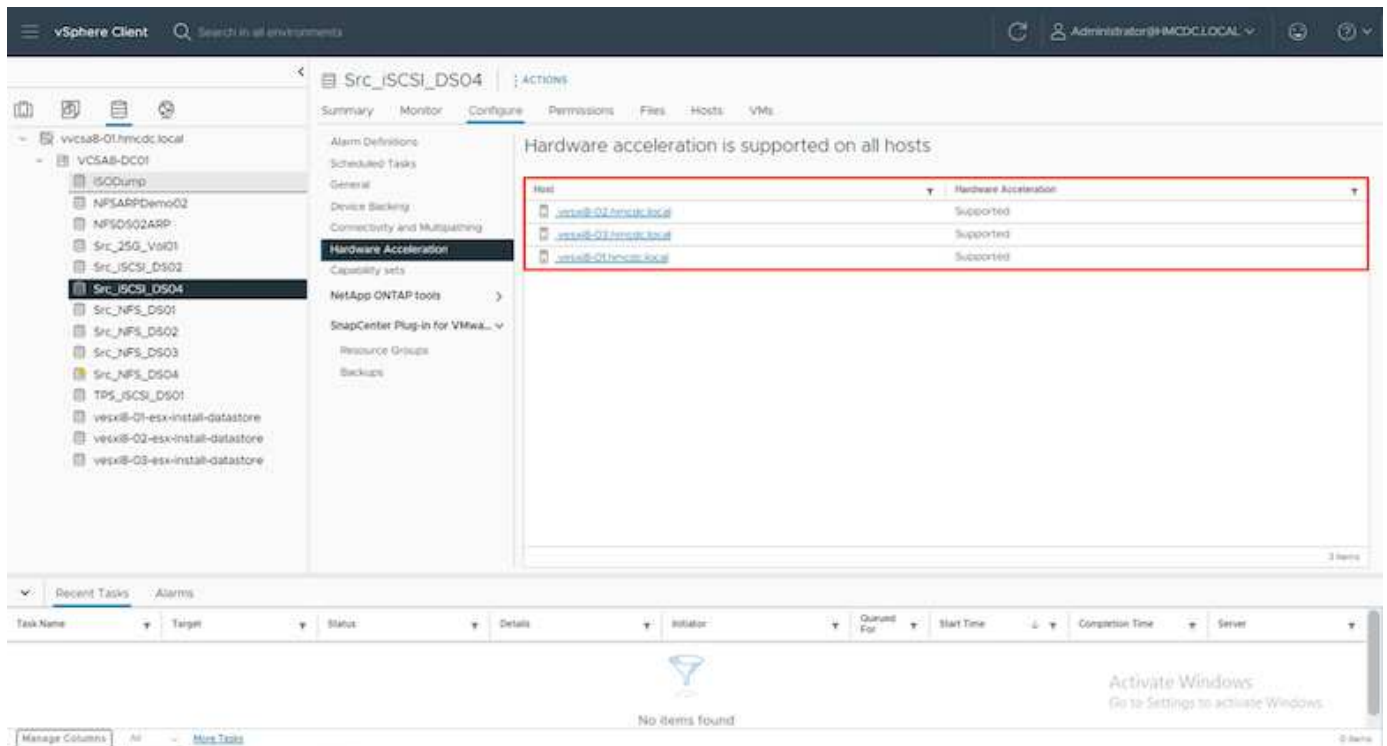 vSphere Client
Search in all environments
Administrator@HMCDC.LOCAL
Src_iSCSI_DS04
ACTIONS
Summary Monitor Configure Permissions Files Hosts VMs
vvcsa8-01.hmcdc.local
VCSA8-DC01
ISODump
NFSARPDemo02
NFSDS02ARP
Src_25G_Vol01
Src_iSCSI_DS02
Src_iSCSI_DS04
Src_NFS_DS01
Src_NFS_DS02
Src_NFS_DS03
Src_NFS_DS04
TPS_iSCSI_DS01
vesxi8-01-esx-install-datastore
vesxi8-02-esx-install-datastore
vesxi8-03-esx-install-datastore
Alarm Definitions
Scheduled Tasks
General
Device Backing
Connectivity and Multipathing
Hardware Acceleration
Capability sets
NetApp ONTAP tools
SnapCenter Plug-in for VMwa...
Resource Groups
Backups
Hardware acceleration is supported on all hosts
Host Hardware Acceleration
vesxi8-02.hmcdc.local Supported
vesxi8-03.hmcdc.local Supported
vesxi8-01.hmcdc.local Supported
3 items
Recent Tasks Alarms
Task Name Target Status Details Initiator Queued For Start Time Completion Time Server
No items found
Activate Windows
Go to Settings to activate Windows.
Manage Columns All More Tasks
0 items